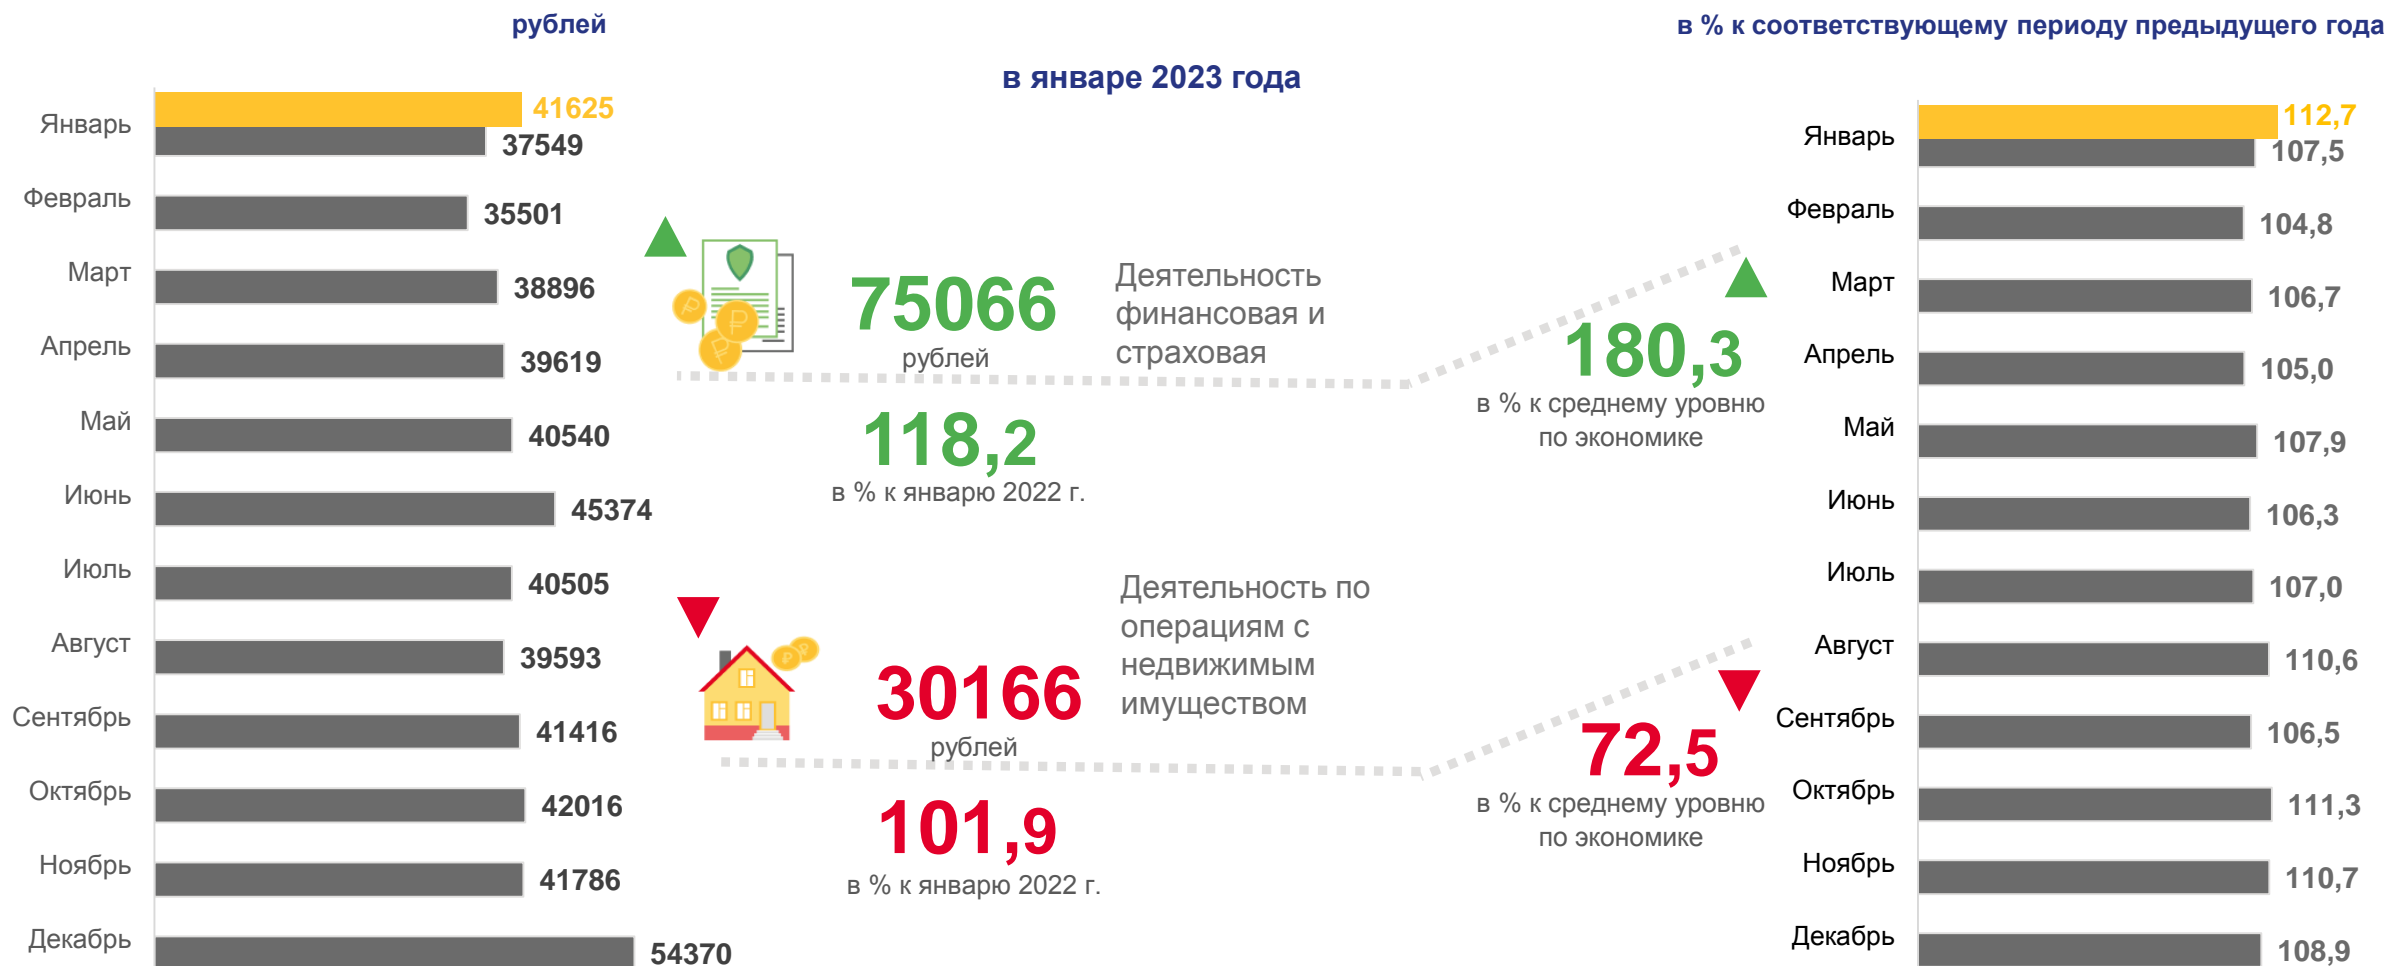 рублей
в % к соответствующему периоду предыдущего года
в январе 2023 года
Январь
41625
37549
Февраль
35501
Март
38896
Апрель
39619
Май
40540
Июнь
45374
Июль
40505
Август
39593
Сентябрь
41416
Октябрь
42016
Ноябрь
41786
Декабрь
54370
75066
рублей
Деятельность
финансовая и
страховая
118,2
в % к январю 2022 г.
180,3
в % к среднему уровню
по экономике
30166
рублей
Деятельность по
операциям с
недвижимым
имуществом
101,9
в % к январю 2022 г.
72,5
в % к среднему уровню
по экономике
Январь
112,7
107,5
Февраль
104,8
Март
106,7
Апрель
105,0
Май
107,9
Июнь
106,3
Июль
107,0
Август
110,6
Сентябрь
106,5
Октябрь
111,3
Ноябрь
110,7
Декабрь
108,9